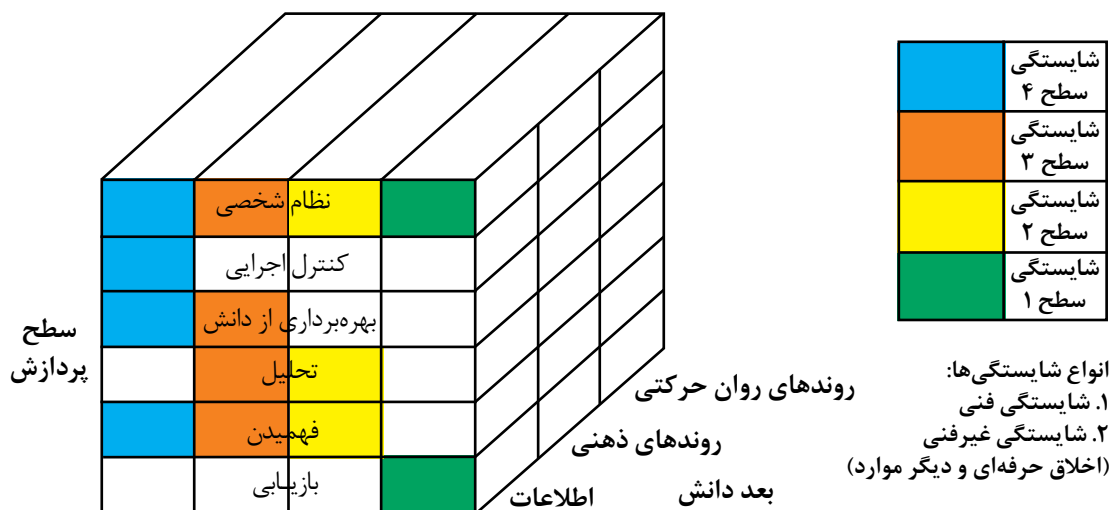 شایستگی
سطح ۴
شایستگی
سطح ۳
شایستگی
سطح ۲
شایستگی
سطح ۱
انواع شایستگی‌ها:
۱. شایستگی فنی
۲. شایستگی غیرفنی
(اخلاق حرفه‌ای و دیگر موارد)
نظام شخصی
کنترل اجرایی
بهره‌برداری از دانش
تحلیل
فهمیدن
بازیابی
سطح
پردازش
روندهای روان حرکتی
روندهای ذهنی
اطلاعات
بعد دانش